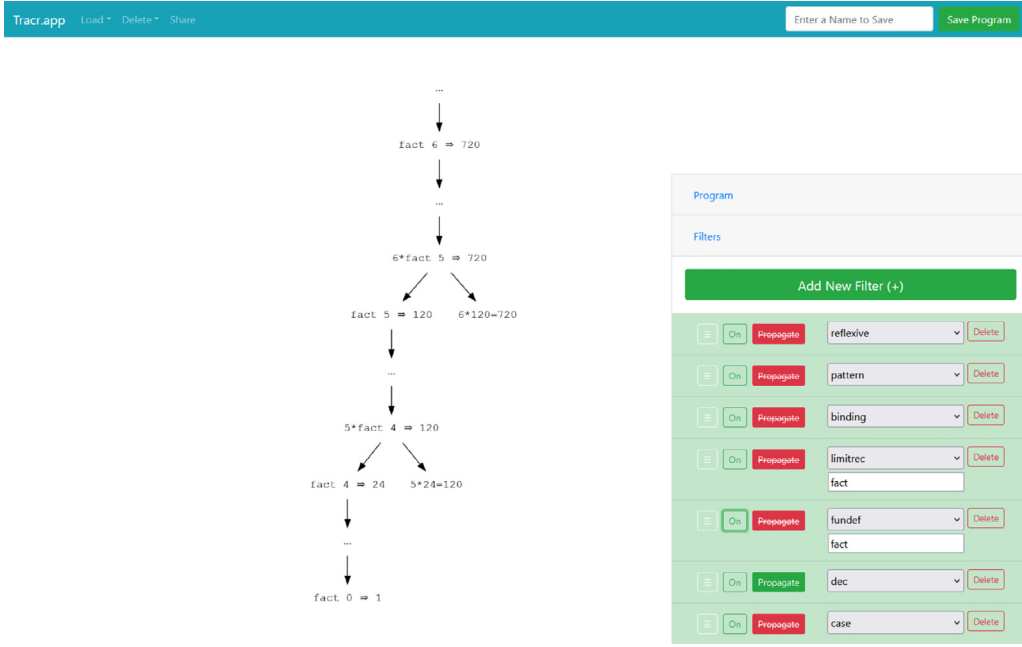 Tracr.app Load Delete Share Enter a Name to Save Save Program
...
fact 6 ⇒ 720
...
6*fact 5 ⇒ 720
fact 5 ⇒ 120 6*120=720
...
5*fact 4 ⇒ 120
fact 4 ⇒ 24 5*24=120
...
fact 0 ⇒ 1
Program
Filters
Add New Filter (+)
On Propagate reflexive Delete
On Propagate pattern Delete
On Propagate binding Delete
On Propagate limitrec Delete
fact
On Propagate fundef Delete
fact
On Propagate dec Delete
On Propagate case Delete